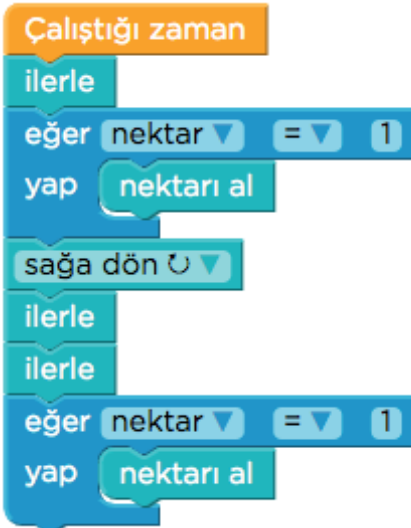 Çalıştığı zaman
ilerle
eğer nektar = 1
yap nektarı al
sağa dön ↻
ilerle
ilerle
eğer nektar = 1
yap nektarı al